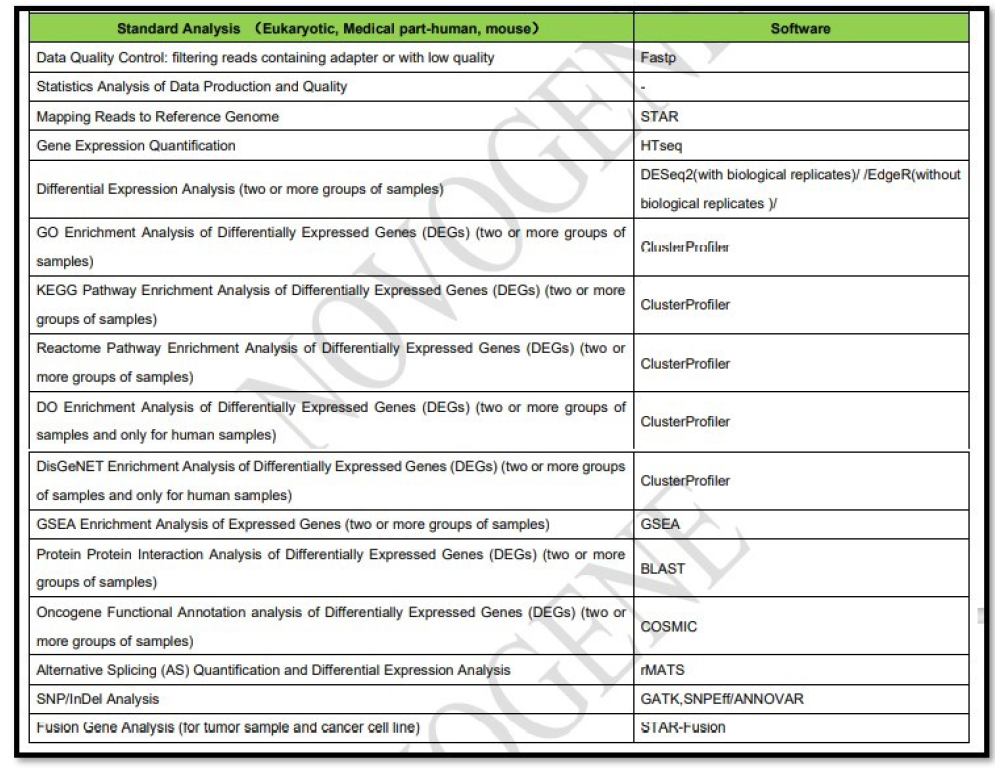 Standard Analysis （Eukaryotic, Medical part-human, mouse） Software
Data Quality Control: filtering reads containing adapter or with low quality Fastp
Statistics Analysis of Data Production and Quality -
Mapping Reads to Reference Genome STAR
Gene Expression Quantification HTseq
Differential Expression Analysis (two or more groups of samples)
DESeq2(with biological replicates)/ /EdgeR(without
biological replicates )/
GO Enrichment Analysis of Differentially Expressed Genes (DEGs) (two or more groups of
samples)
ClusterProfiler
KEGG Pathway Enrichment Analysis of Differentially Expressed Genes (DEGs) (two or more
groups of samples)
ClusterProfiler
Reactome Pathway Enrichment Analysis of Differentially Expressed Genes (DEGs) (two or
more groups of samples)
ClusterProfiler
DO Enrichment Analysis of Differentially Expressed Genes (DEGs) (two or more groups of
samples and only for human samples)
ClusterProfiler
DisGeNET Enrichment Analysis of Differentially Expressed Genes (DEGs) (two or more groups
of samples and only for human samples)
ClusterProfiler
GSEA Enrichment Analysis of Expressed Genes (two or more groups of samples) GSEA
Protein Protein Interaction Analysis of Differentially Expressed Genes (DEGs) (two or more
groups of samples)
BLAST
Oncogene Functional Annotation analysis of Differentially Expressed Genes (DEGs) (two or
more groups of samples)
COSMIC
Alternative Splicing (AS) Quantification and Differential Expression Analysis rMATS
SNP/InDel Analysis GATK,SNPEff/ANNOVAR
Fusion Gene Analysis (for tumor sample and cancer cell line) STAR-Fusion
NOVOGENE
OGENE